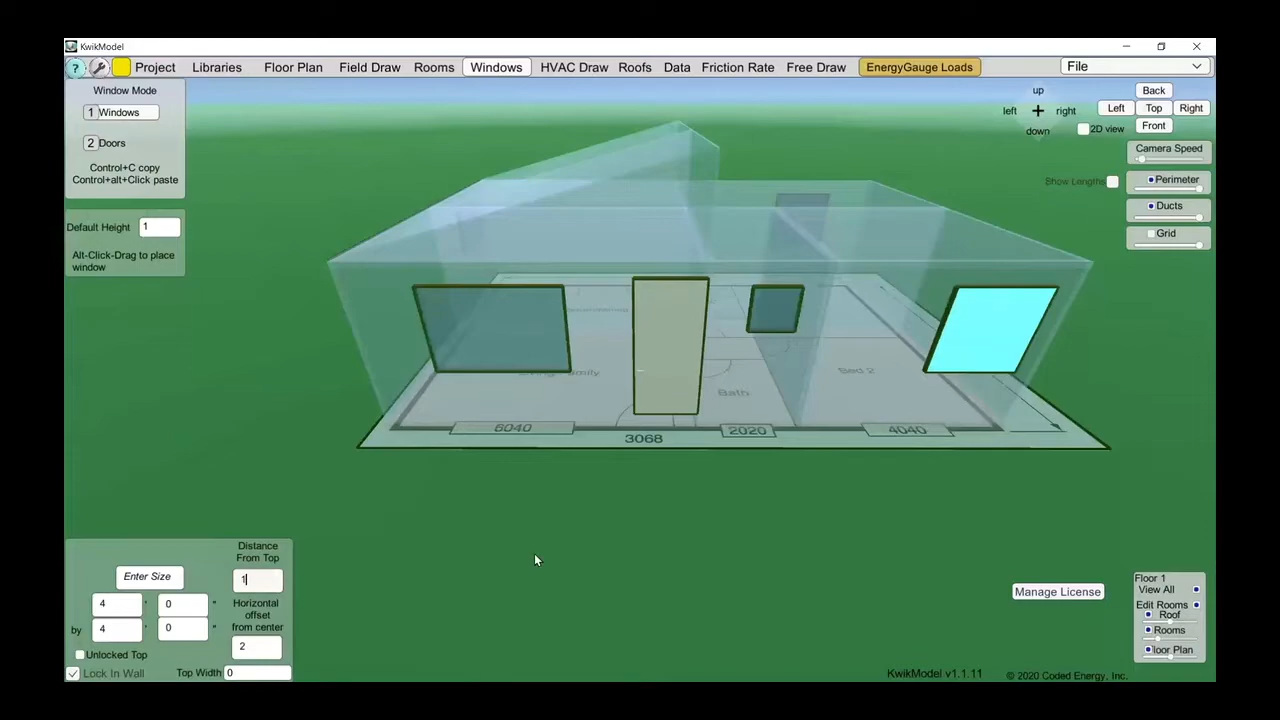 KwikModel
? Project Libraries Floor Plan Field Draw Rooms Windows HVAC Draw Roofs Data Friction Rate Free Draw EnergyGauge Loads File
Window Mode
1 Windows
2 Doors
Control+C copy
Control+alt+Click paste
Default Height 1
Alt-Click-Drag to place
window
up
left + right
down
2D view
Back
Left Top Right
Front
Camera Speed
Show Lengths
Perimeter
Ducts
Grid
Bed 2
Bath
6040
3068
2020
4040
Distance
From Top
1
Enter Size
4 ' 0 "
by 4 ' 0 "
Horizontal
offset
from center
2
Unlocked Top
Lock In Wall
Top Width 0
Manage License
Floor 1
View All
Edit Rooms
Roof
Rooms
Floor Plan
KwikModel v1.1.11
© 2020 Coded Energy, Inc.